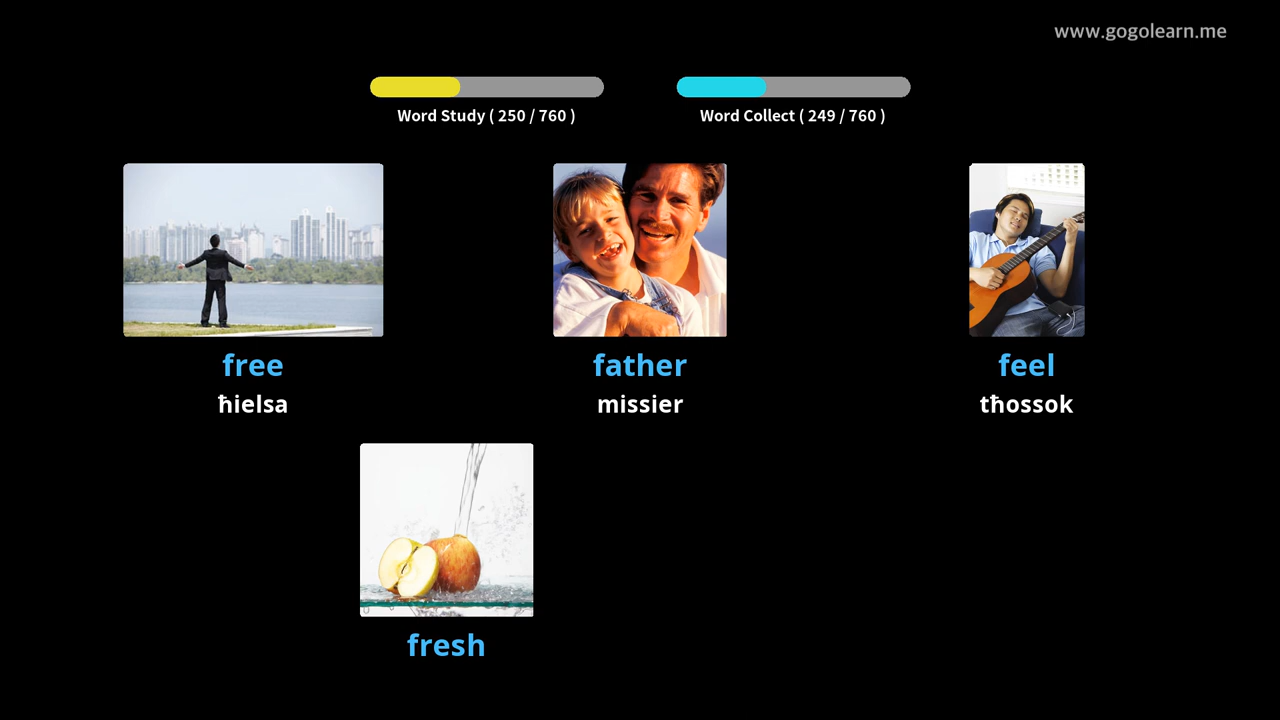 www.gogolearn.me
Word Study ( 250 / 760 )
Word Collect ( 249 / 760 )
free
father
feel
ħielsa
missier
tħossok
fresh